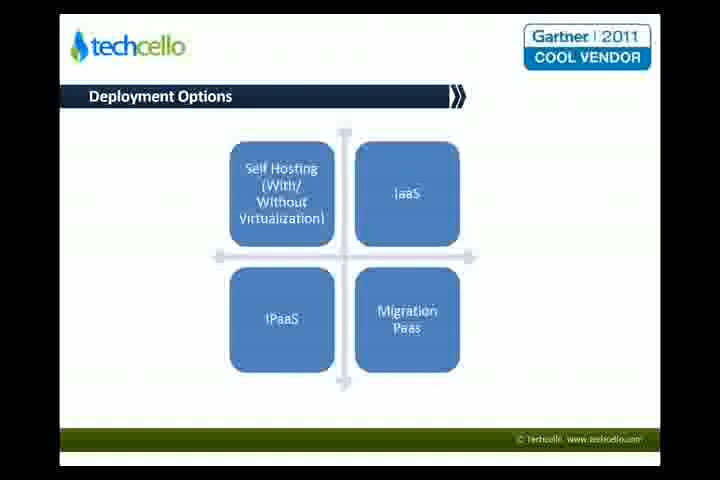 techcello
Gartner | 2011
COOL VENDOR
Deployment Options
Self Hosting
(With/
Without
Virtualization)
IaaS
IPaaS
Migration
Paas
© Techcello, www.techcello.com